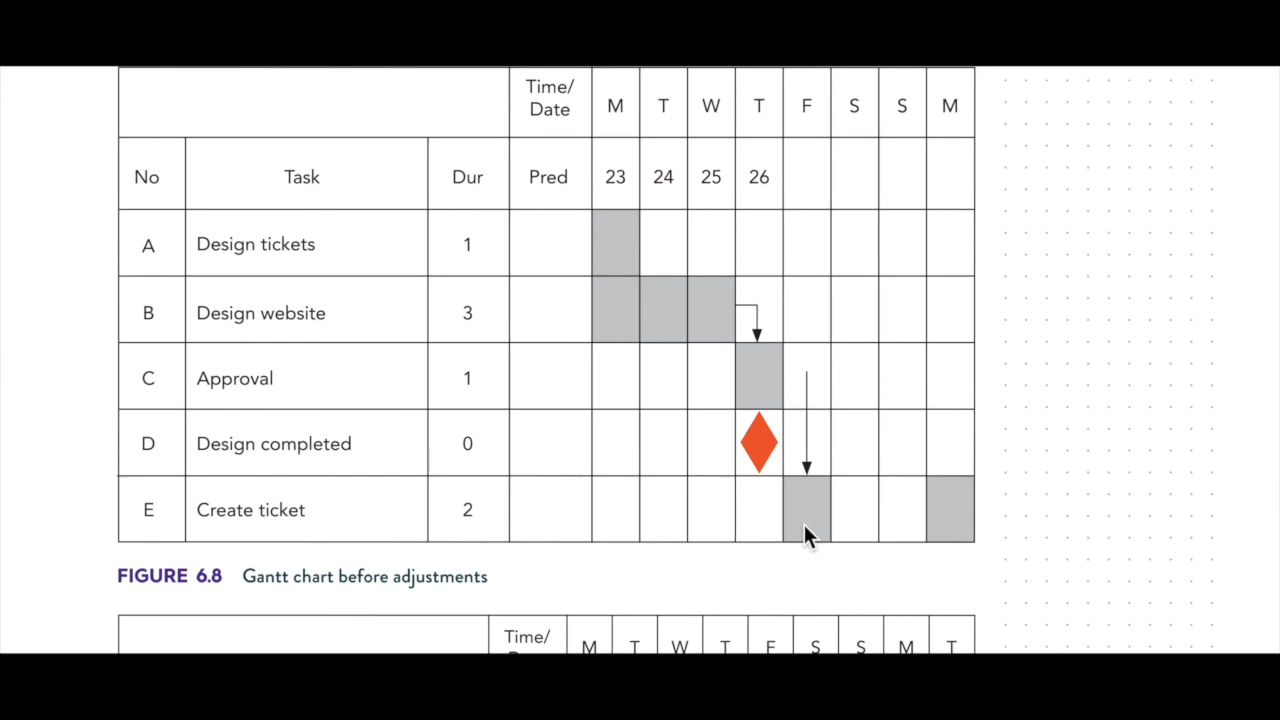 Time/
Date M T W T F S S M
No Task Dur Pred 23 24 25 26
A Design tickets 1
B Design website 3
C Approval 1
D Design completed 0
E Create ticket 2
FIGURE 6.8 Gantt chart before adjustments
Time/
M T W T F S S M T